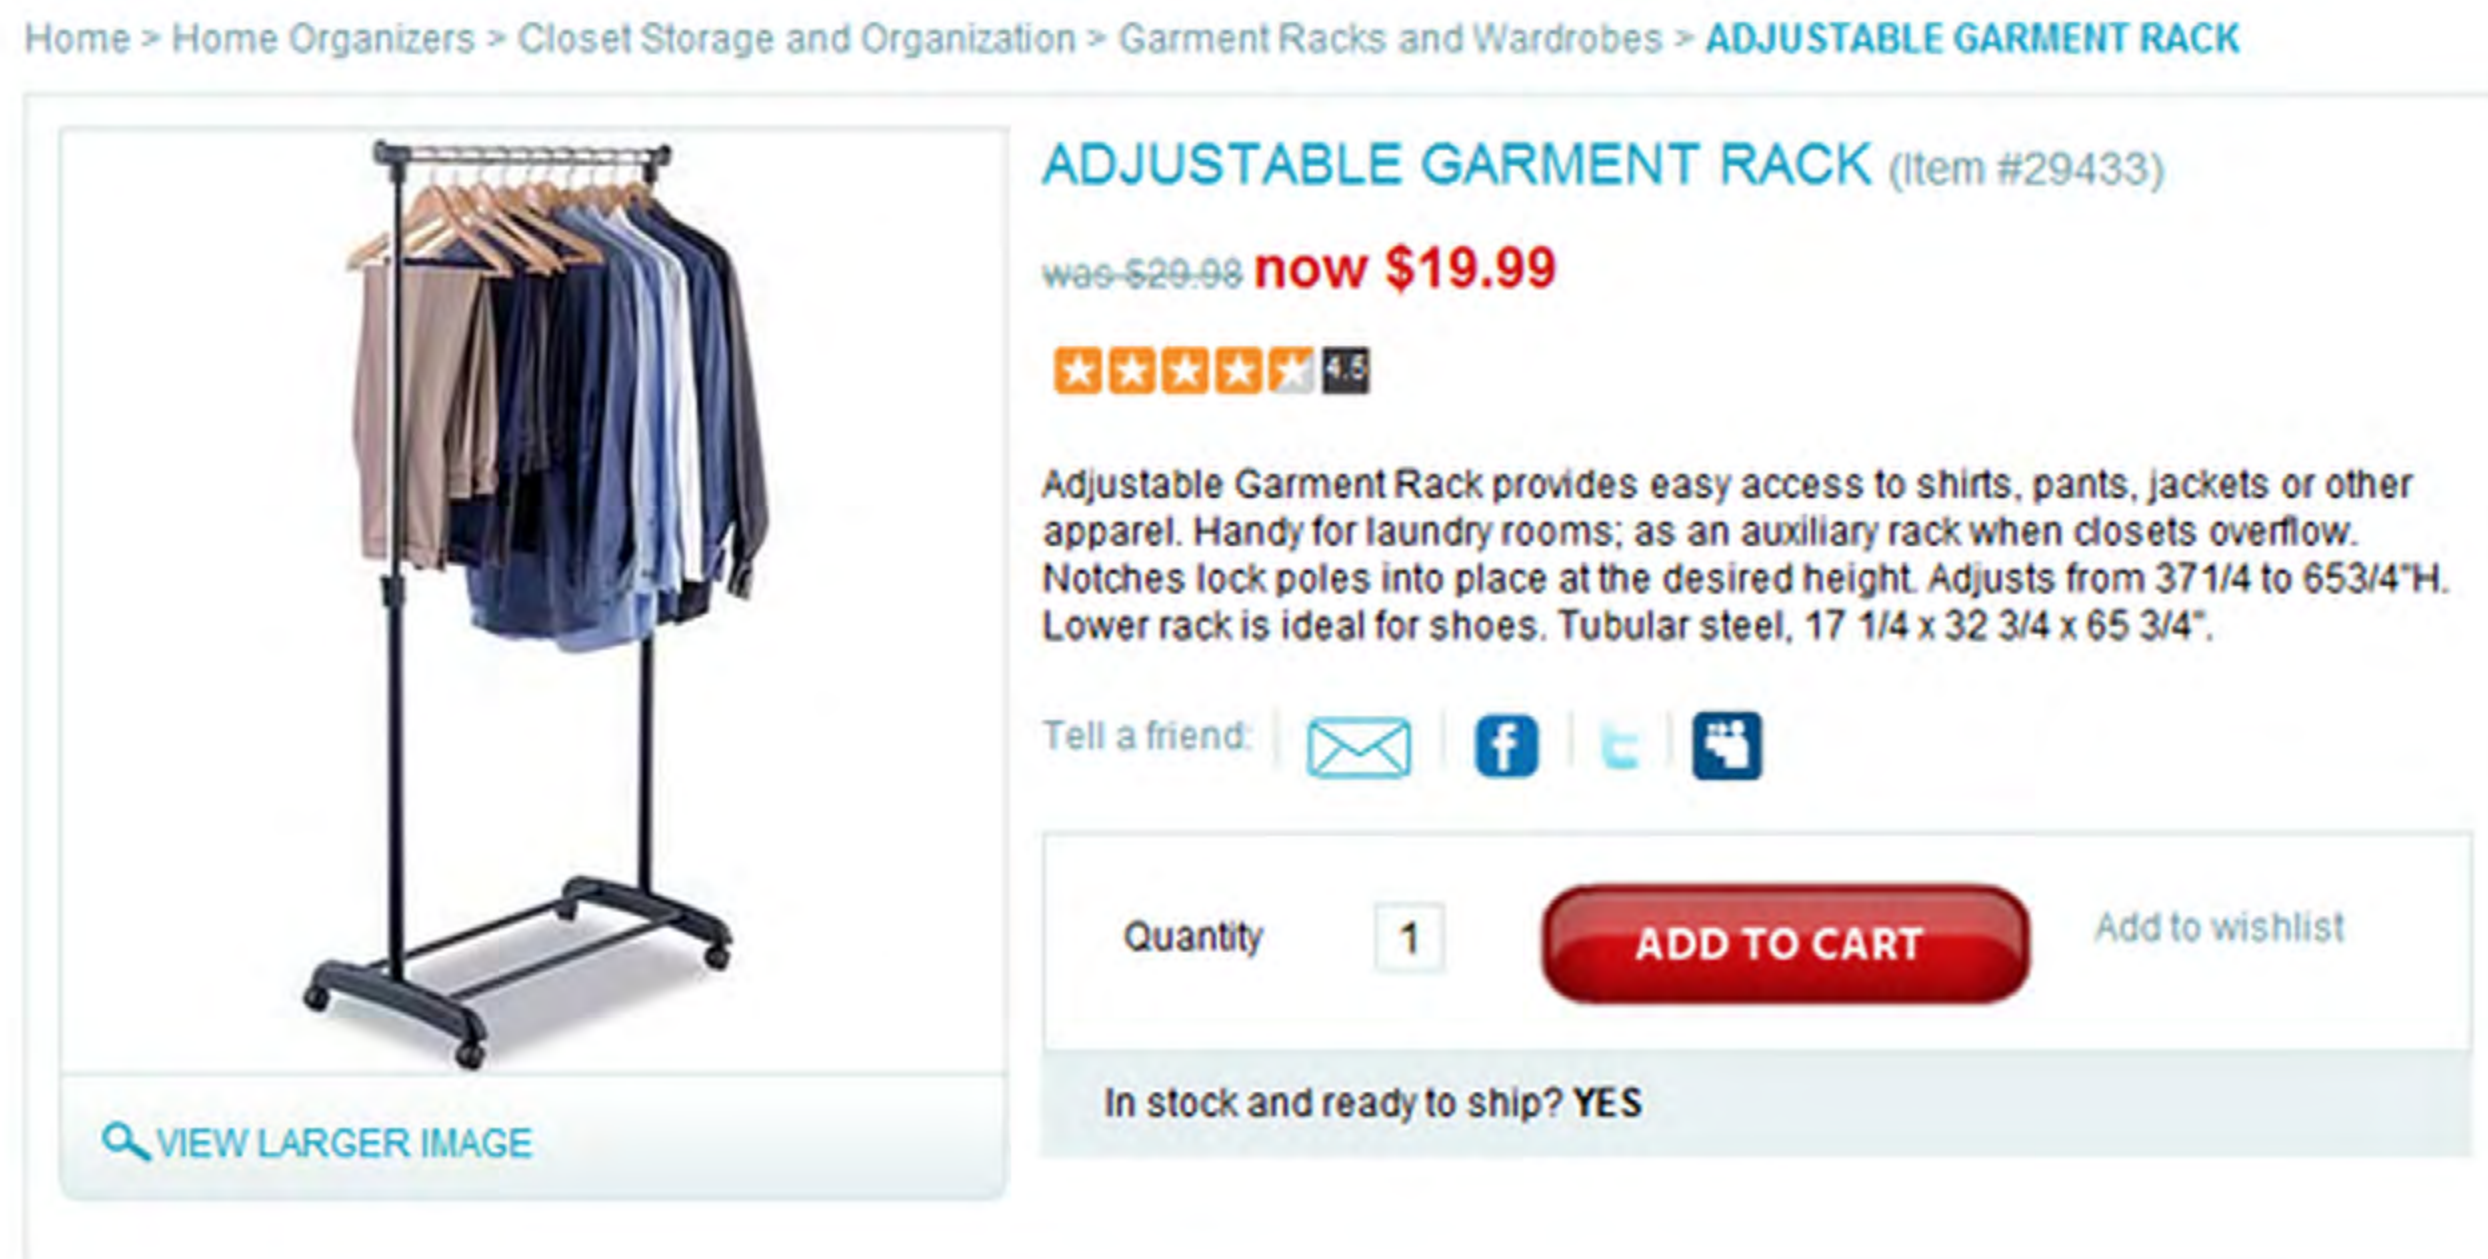 Home > Home Organizers > Closet Storage and Organization > Garment Racks and Wardrobes > ADJUSTABLE GARMENT RACK
ADJUSTABLE GARMENT RACK (Item #29433)
was $29.98 now $19.99
4.5
Adjustable Garment Rack provides easy access to shirts, pants, jackets or other
apparel. Handy for laundry rooms; as an auxiliary rack when closets overflow.
Notches lock poles into place at the desired height. Adjusts from 371/4 to 653/4"H.
Lower rack is ideal for shoes. Tubular steel, 17 1/4 x 32 3/4 x 65 3/4".
Tell a friend: f t
Quantity 1 ADD TO CART Add to wishlist
In stock and ready to ship? YES
VIEW LARGER IMAGE